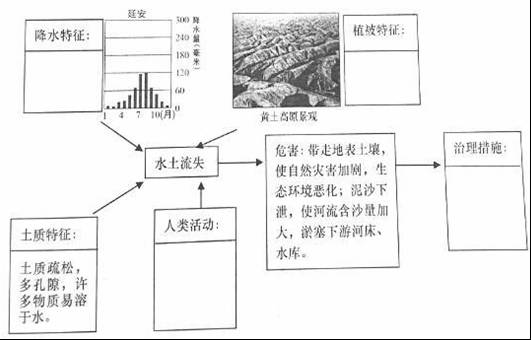 降水特征:
延安
300
240
180
120
60
0
降水量(毫米)
1 4 7 10(月)
黄土高原景观
植被特征:
水土流失
危害:带走地表土壤,
使自然灾害加剧,生
态环境恶化;泥沙下
泄,使河流含沙量加
大,淤塞下游河床、
水库。
治理措施:
土质特征:
土质疏松,
多孔隙,许
多物质易溶
于水。
人类活动: